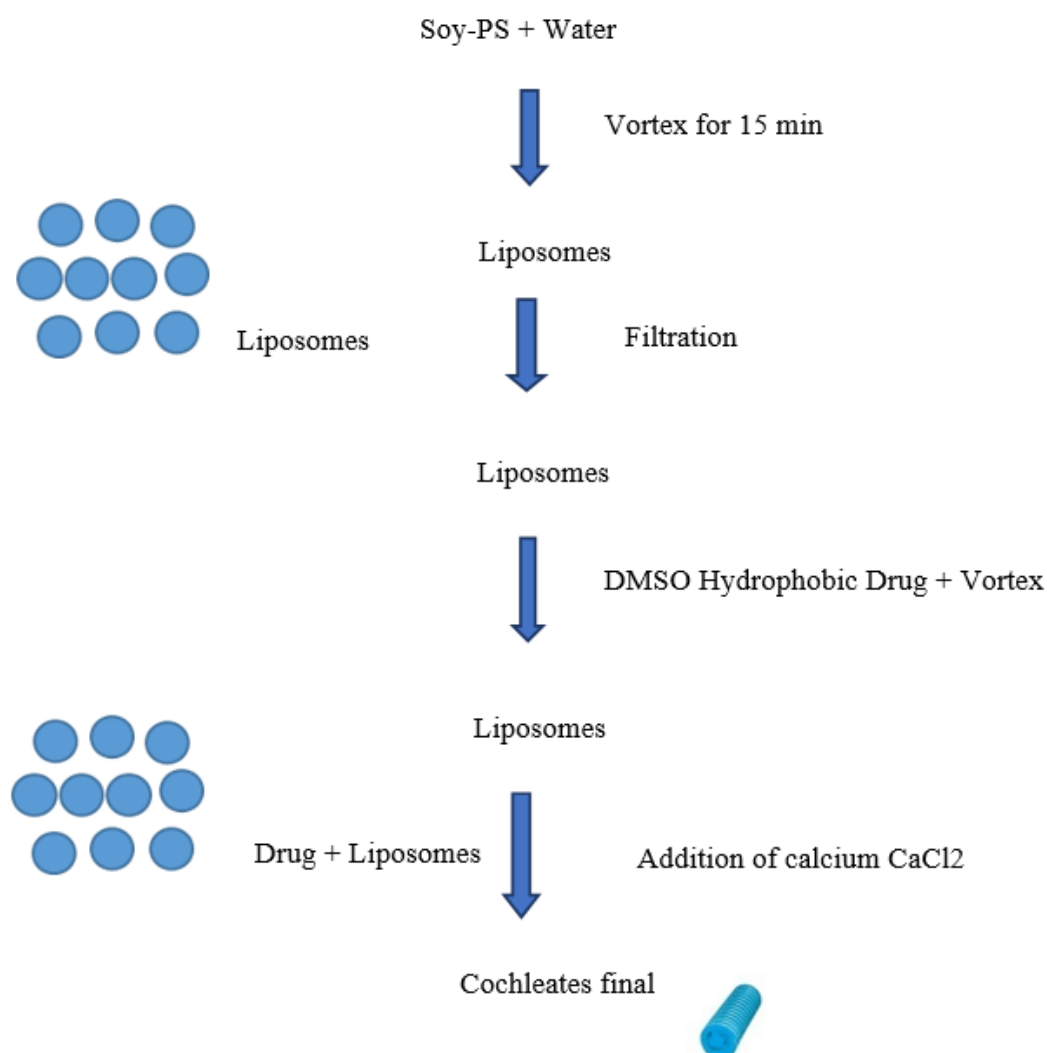 Soy-PS + Water
Vortex for 15 min
Liposomes
Liposomes
Filtration
Liposomes
DMSO Hydrophobic Drug + Vortex
Liposomes
Drug + Liposomes
Addition of calcium CaCl2
Cochleates final